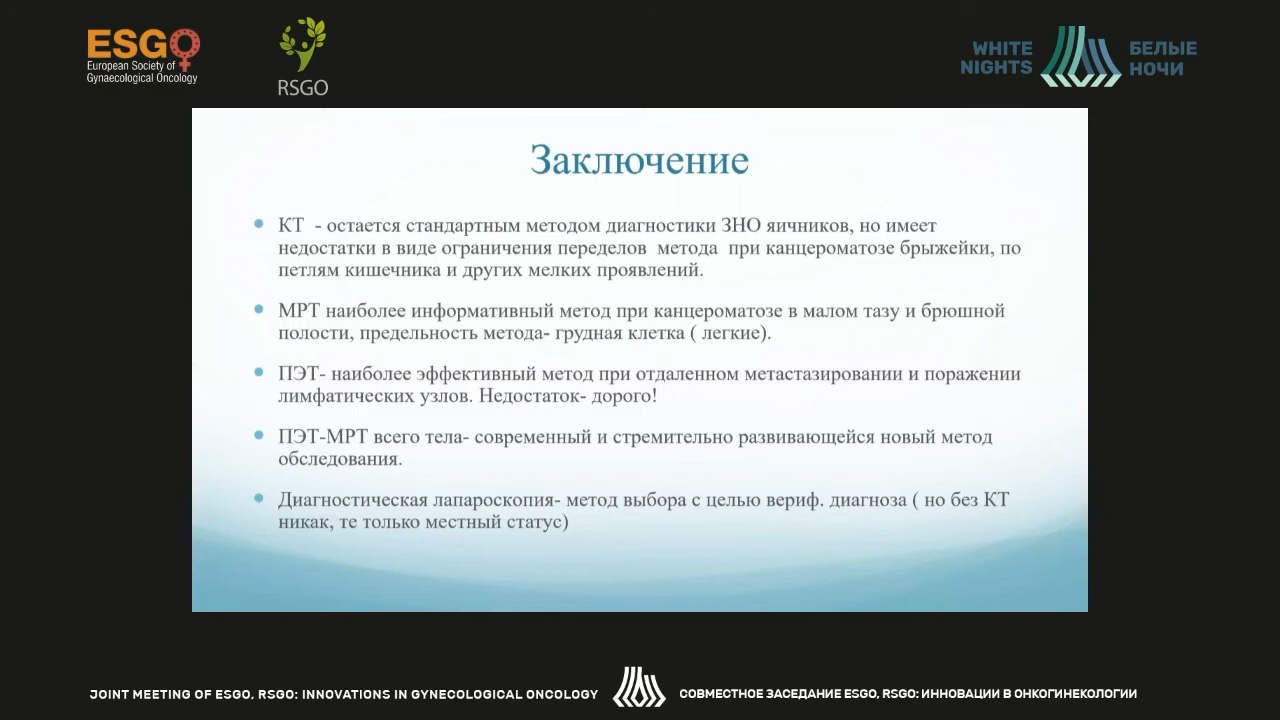 ESGO
European Society of
Gynaecological Oncology
RSGO
WHITE
NIGHTS
БЕЛЫЕ
НОЧИ
Заключение
КТ - остается стандартным методом диагностики ЗНО яичников, но имеет
недостатки в виде ограничения переделов метода при канцероматозе брыжейки, по
петлям кишечника и других мелких проявлений.
МРТ наиболее информативный метод при канцероматозе в малом тазу и брюшной
полости, предельность метода- грудная клетка ( легкие).
ПЭТ- наиболее эффективный метод при отдаленном метастазировании и поражении
лимфатических узлов. Недостаток- дорого!
ПЭТ-МРТ всего тела- современный и стремительно развивающейся новый метод
обследования.
Диагностическая лапароскопия- метод выбора с целью вериф. диагноза ( но без КТ
никак, те только местный статус)
JOINT MEETING OF ESGO, RSGO: INNOVATIONS IN GYNECOLOGICAL ONCOLOGY
СОВМЕСТНОЕ ЗАСЕДАНИЕ ESGO, RSGO: ИННОВАЦИИ В ОНКОГИНЕКОЛОГИИ